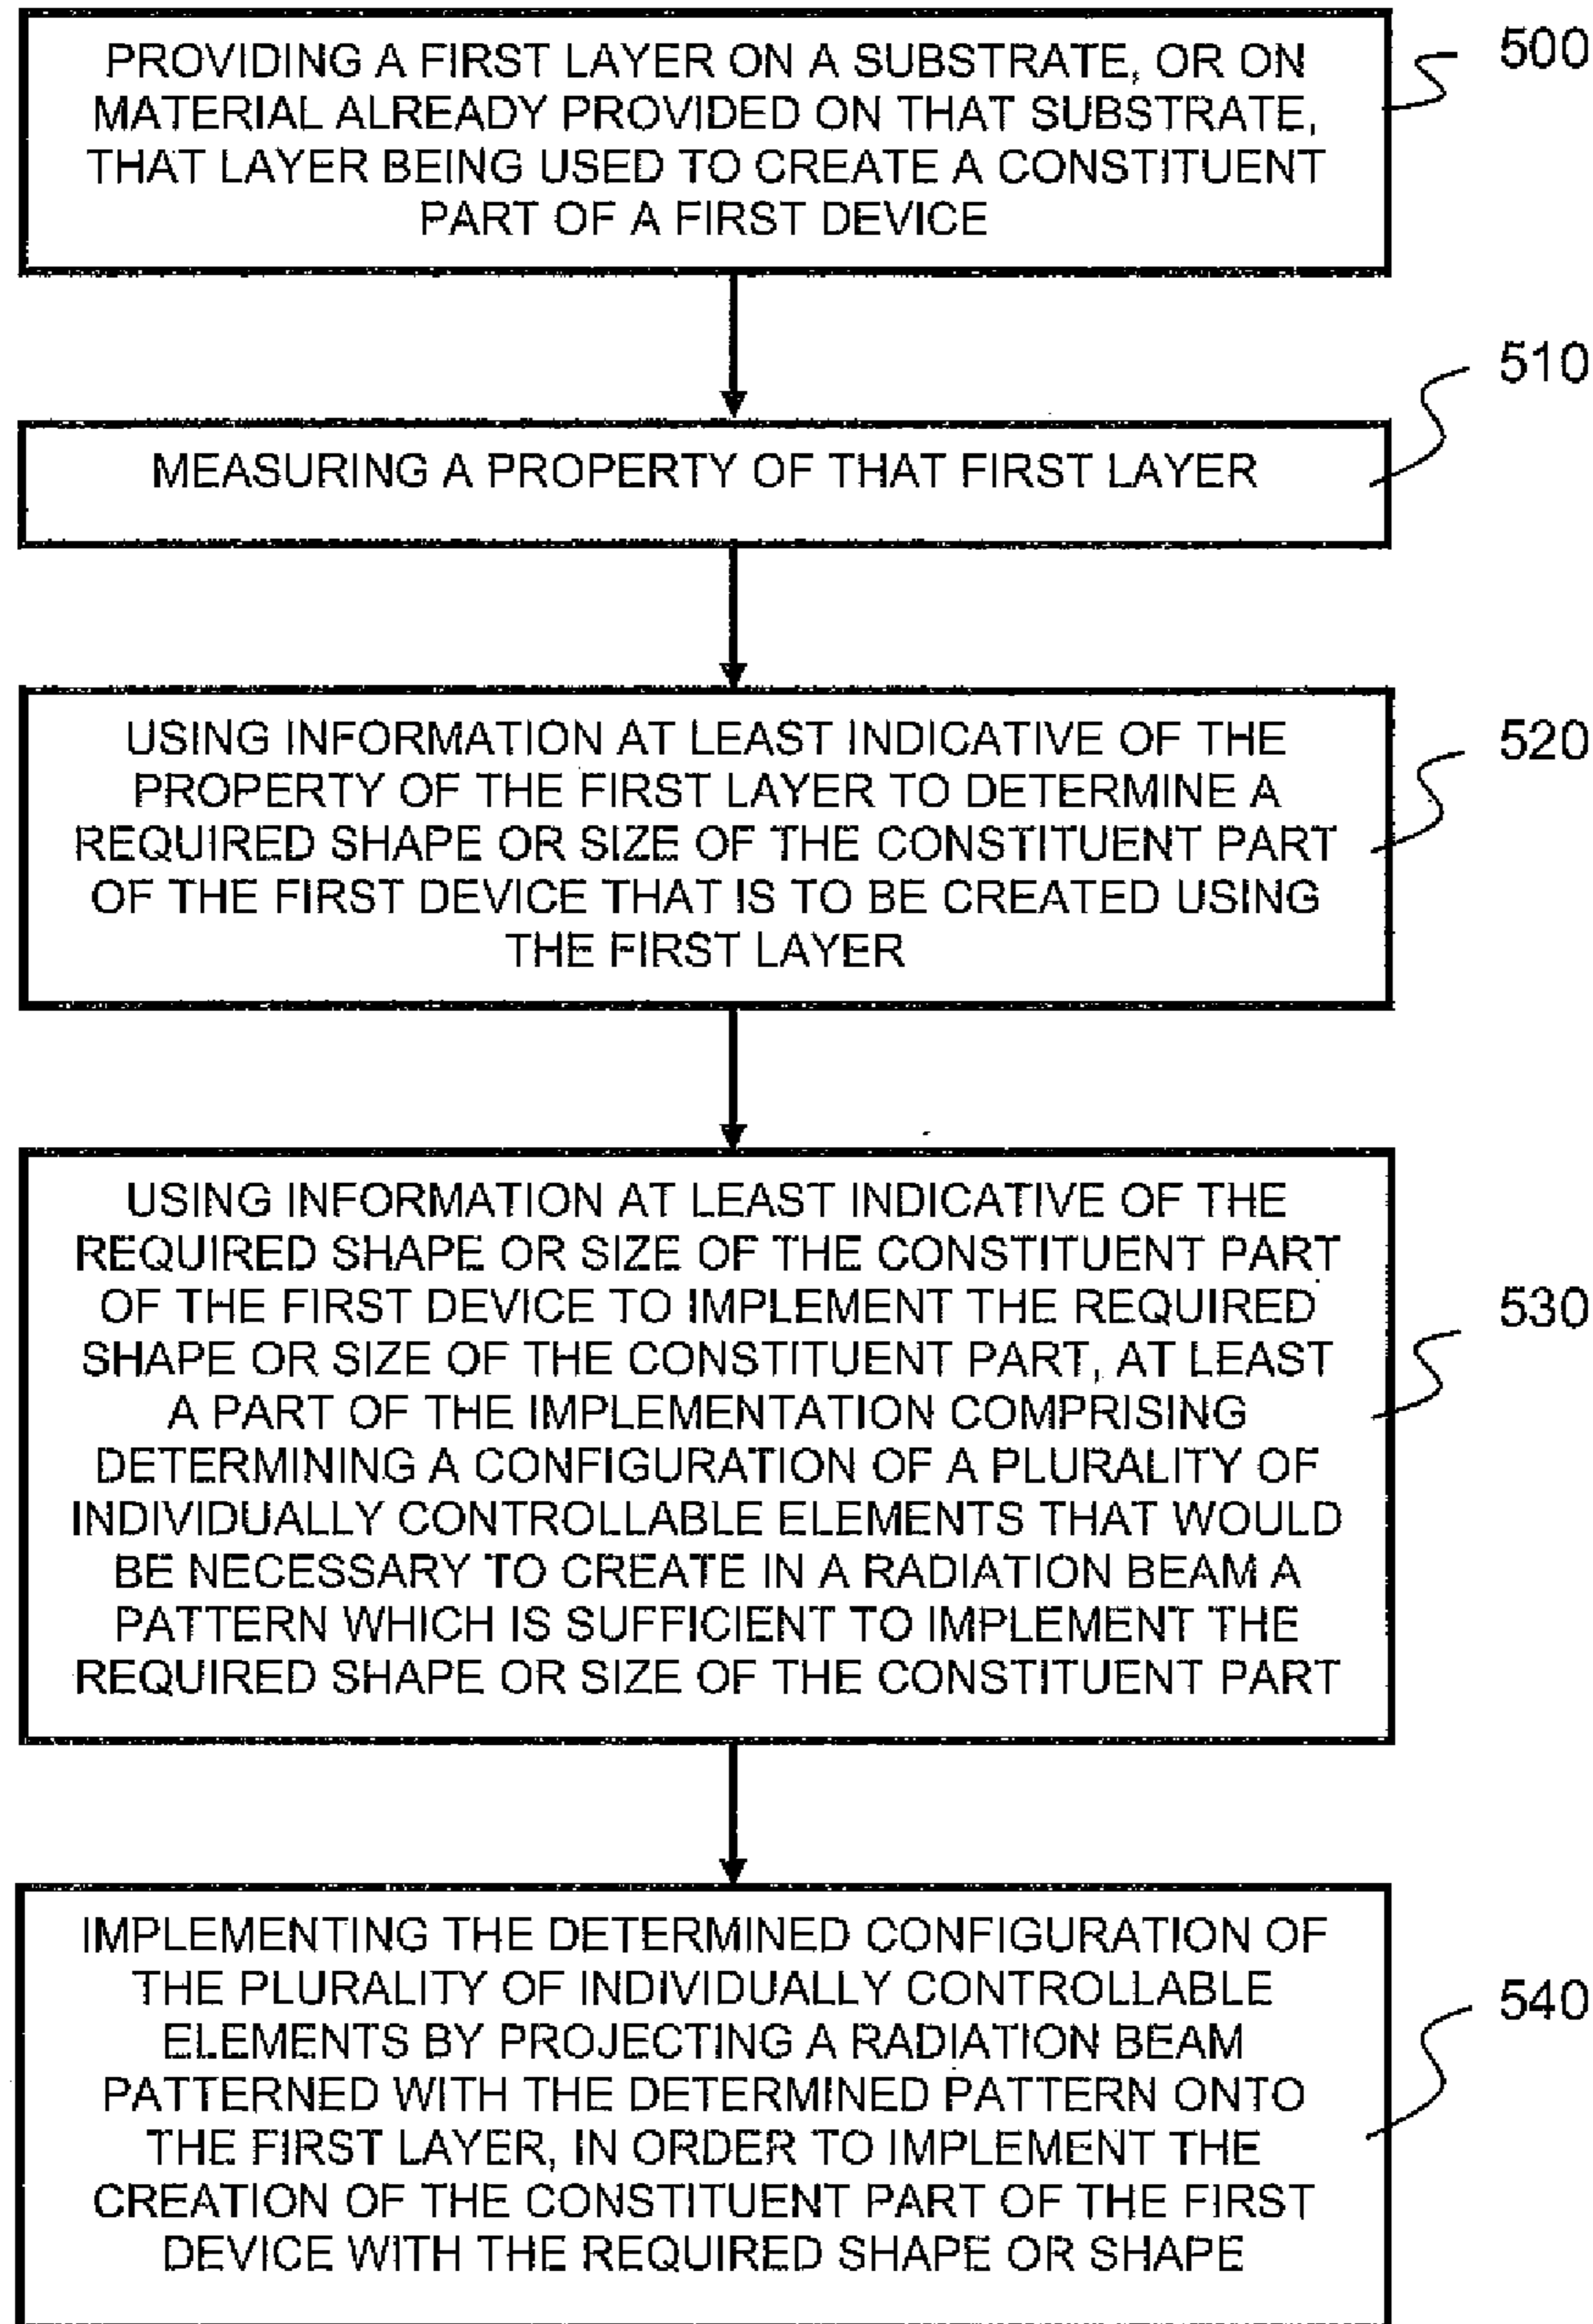 PROVIDING A FIRST LAYER ON A SUBSTRATE, OR ON
MATERIAL ALREADY PROVIDED ON THAT SUBSTRATE,
THAT LAYER BEING USED TO CREATE A CONSTITUENT
PART OF A FIRST DEVICE
500
MEASURING A PROPERTY OF THAT FIRST LAYER
510
USING INFORMATION AT LEAST INDICATIVE OF THE
PROPERTY OF THE FIRST LAYER TO DETERMINE A
REQUIRED SHAPE OR SIZE OF THE CONSTITUENT PART
OF THE FIRST DEVICE THAT IS TO BE CREATED USING
THE FIRST LAYER
520
USING INFORMATION AT LEAST INDICATIVE OF THE
REQUIRED SHAPE OR SIZE OF THE CONSTITUENT PART
OF THE FIRST DEVICE TO IMPLEMENT THE REQUIRED
SHAPE OR SIZE OF THE CONSTITUENT PART, AT LEAST
A PART OF THE IMPLEMENTATION COMPRISING
DETERMINING A CONFIGURATION OF A PLURALITY OF
INDIVIDUALLY CONTROLLABLE ELEMENTS THAT WOULD
BE NECESSARY TO CREATE IN A RADIATION BEAM A
PATTERN WHICH IS SUFFICIENT TO IMPLEMENT THE
REQUIRED SHAPE OR SIZE OF THE CONSTITUENT PART
530
IMPLEMENTING THE DETERMINED CONFIGURATION OF
THE PLURALITY OF INDIVIDUALLY CONTROLLABLE
ELEMENTS BY PROJECTING A RADIATION BEAM
PATTERNED WITH THE DETERMINED PATTERN ONTO
THE FIRST LAYER, IN ORDER TO IMPLEMENT THE
CREATION OF THE CONSTITUENT PART OF THE FIRST
DEVICE WITH THE REQUIRED SHAPE OR SHAPE
540